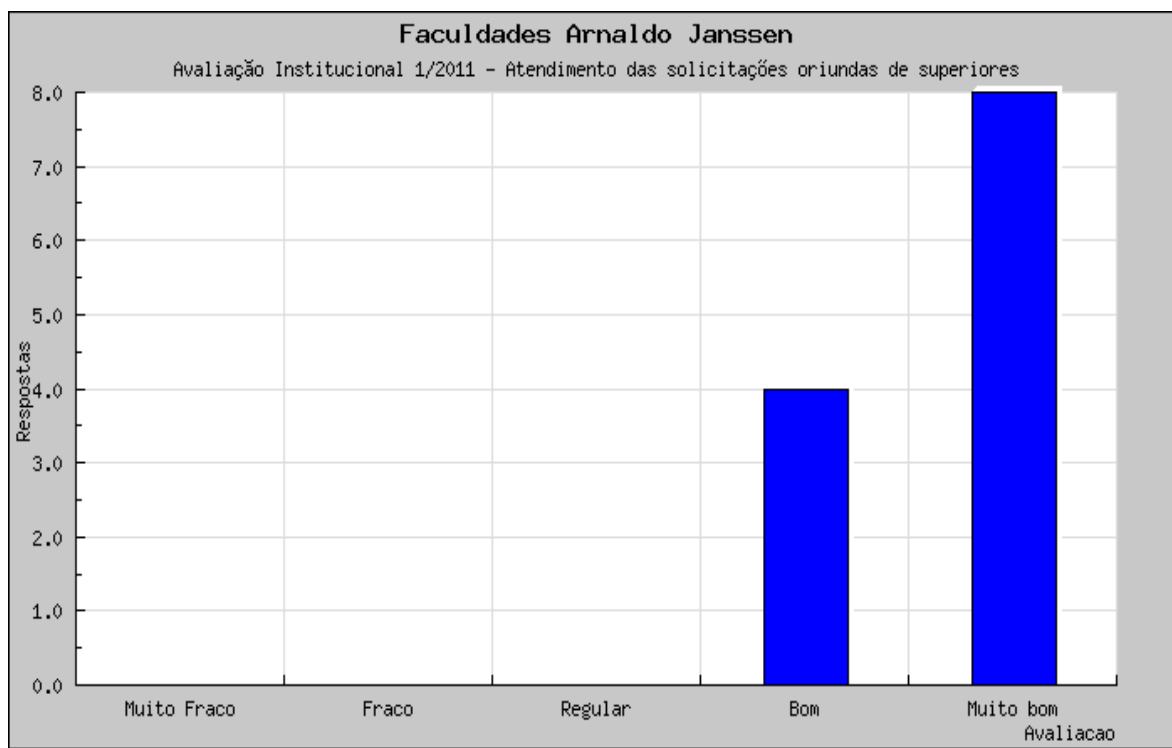 Faculdades Arnaldo Janssen
Avaliação Institucional 1/2011 - Atendimento das solicitações oriundas de superiores
8.0
7.0
6.0
5.0
4.0
3.0
2.0
1.0
0.0
Respostas
Muito Fraco Fraco Regular Bom Muito bom
Avaliacao